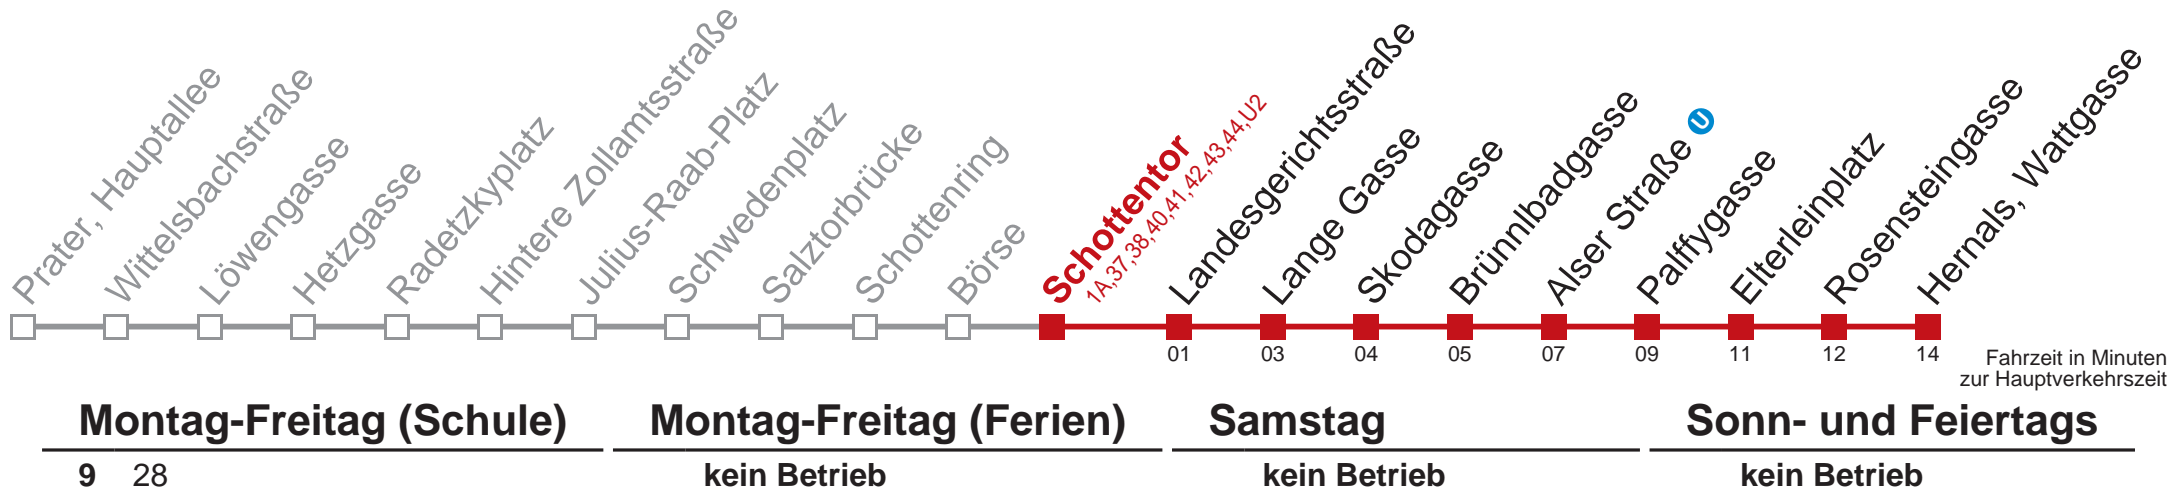 Prater, Hauptallee
Wittelsbachstraße
Löwengasse
Hetzgasse
Radetzkyplatz
Hintere Zollamtsstraße
Julius-Raab-Platz
Schwedenplatz
Salztorbrücke
Schottenring
Börse
Schottentor
1A,37,38,40,41,42,43,44,U2
Landesgerichtsstraße
Lange Gasse
Skodagasse
Brünnlbadgasse
Alser Straße U
Palffygasse
Elterleinplatz
Rosensteingasse
Hernals, Wattgasse
01 03 04 05 07 09 11 12 14
Fahrzeit in Minuten
zur Hauptverkehrszeit
Montag-Freitag (Schule) Montag-Freitag (Ferien) Samstag Sonn- und Feiertags
9 28 kein Betrieb kein Betrieb kein Betrieb